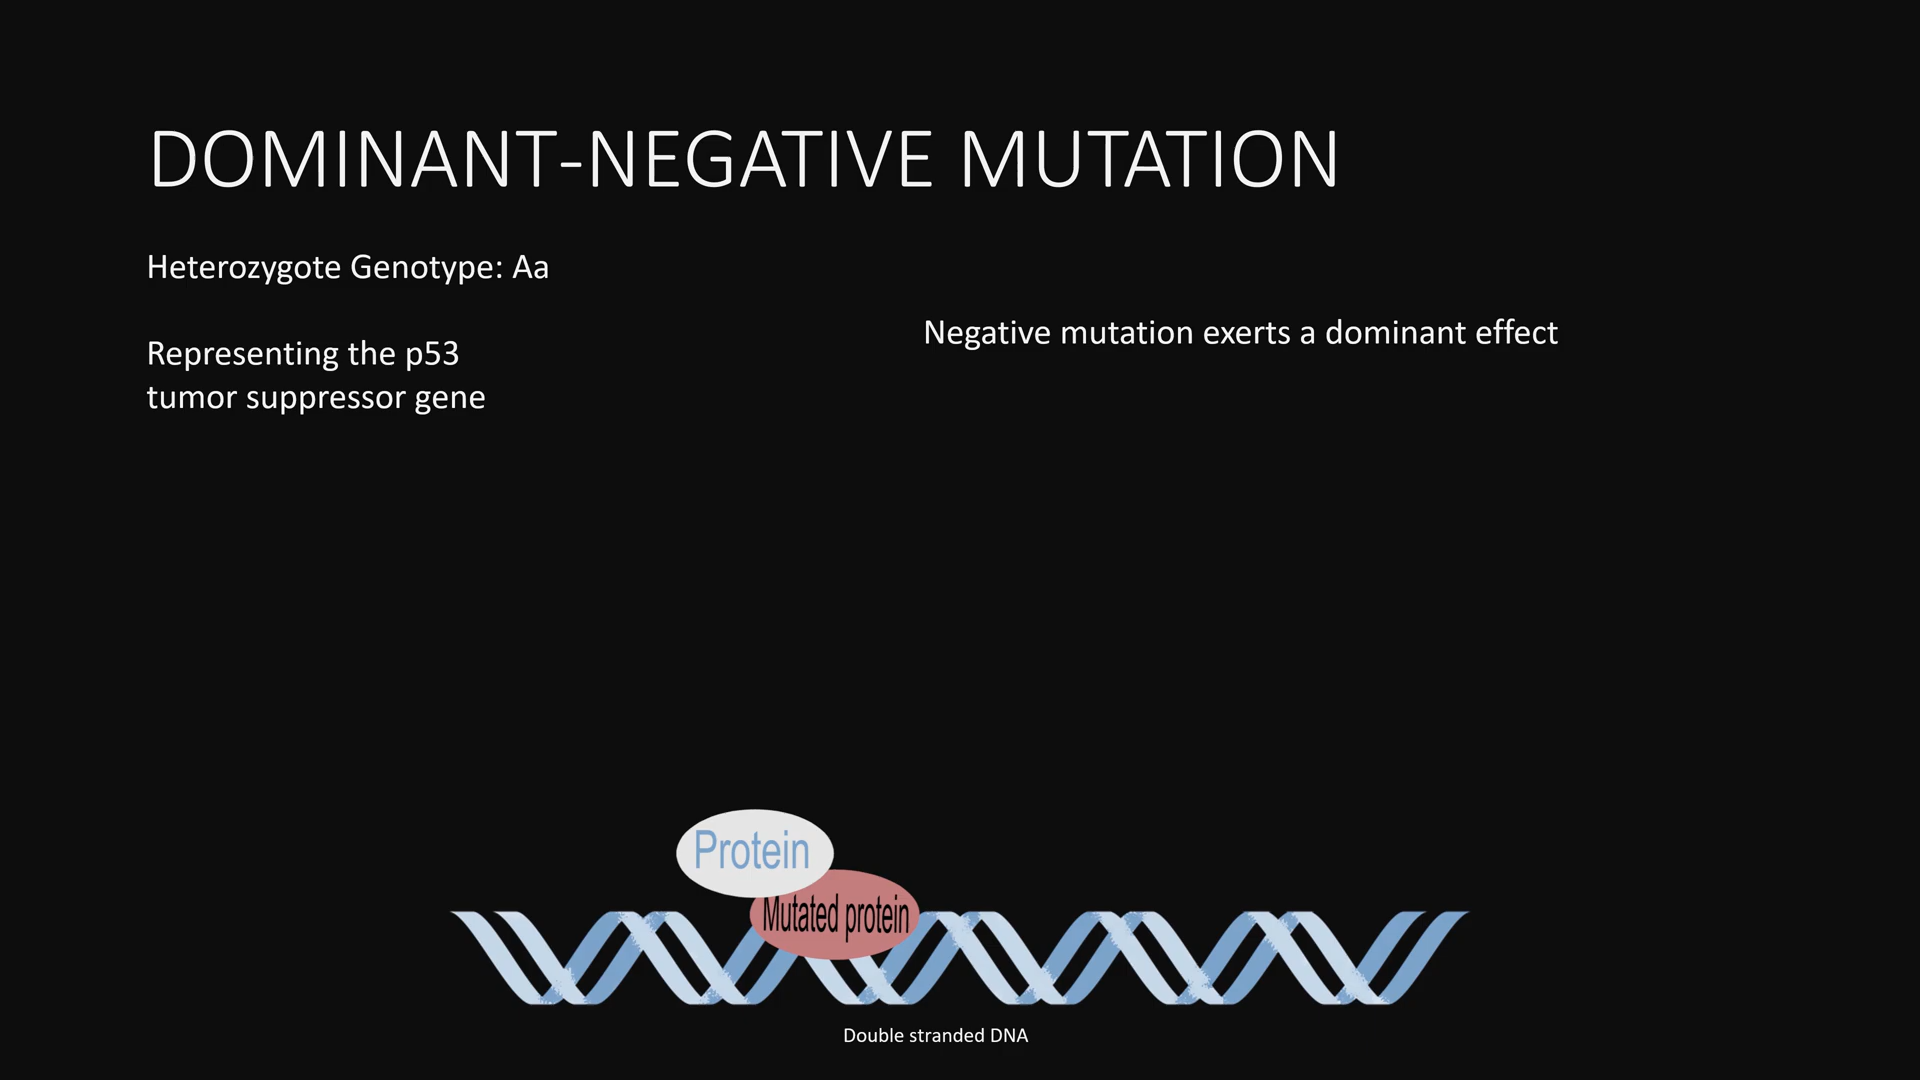 DOMINANT-NEGATIVE MUTATION
Heterozygote Genotype: Aa
Representing the p53
tumor suppressor gene
Negative mutation exerts a dominant effect
Protein
Mutated protein
Double stranded DNA